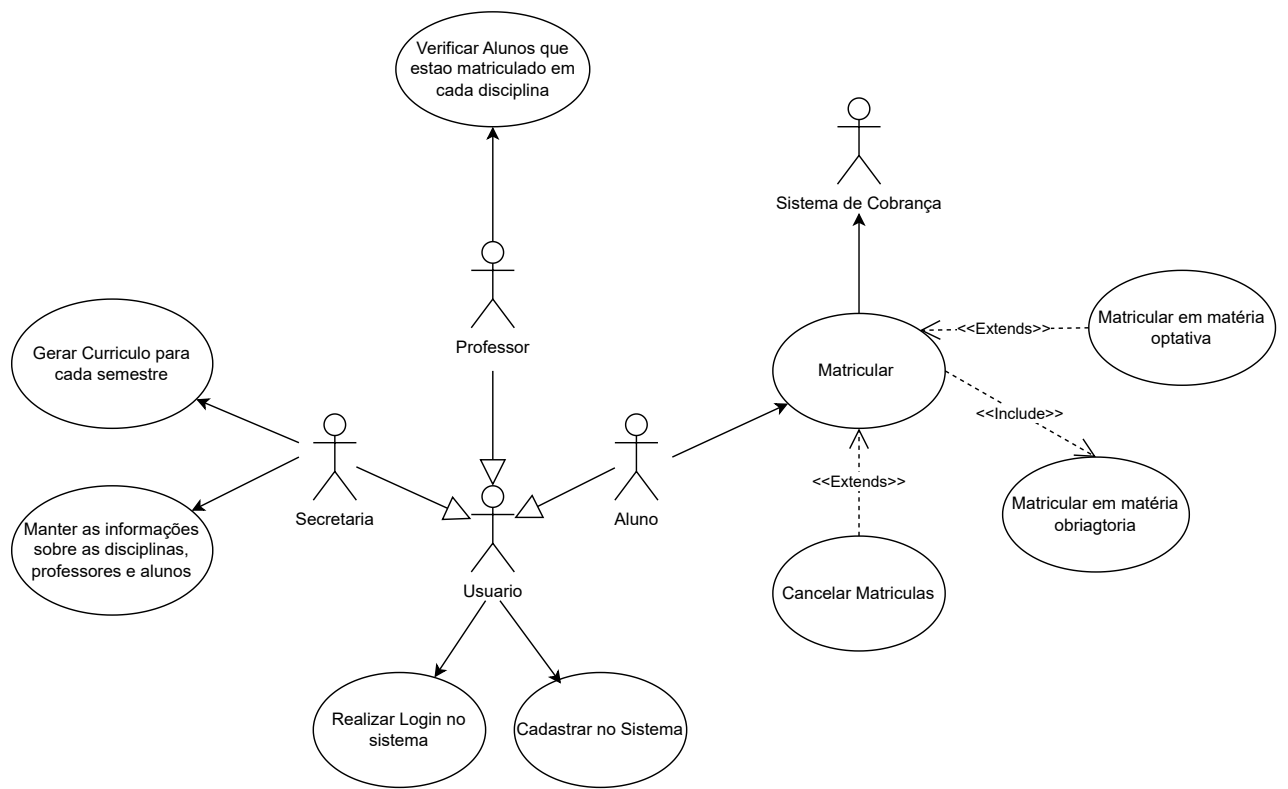 Verificar Alunos que
estao matriculado em
cada disciplina
Sistema de Cobrança
Professor
Gerar Curriculo para
cada semestre
Matricular
<<Extends>>
Matricular em matéria
optativa
<<Include>>
Matricular em matéria
obriagtoria
Secretaria
Aluno
Manter as informações
sobre as disciplinas,
professores e alunos
<<Extends>>
Usuario
Cancelar Matriculas
Realizar Login no
sistema
Cadastrar no Sistema